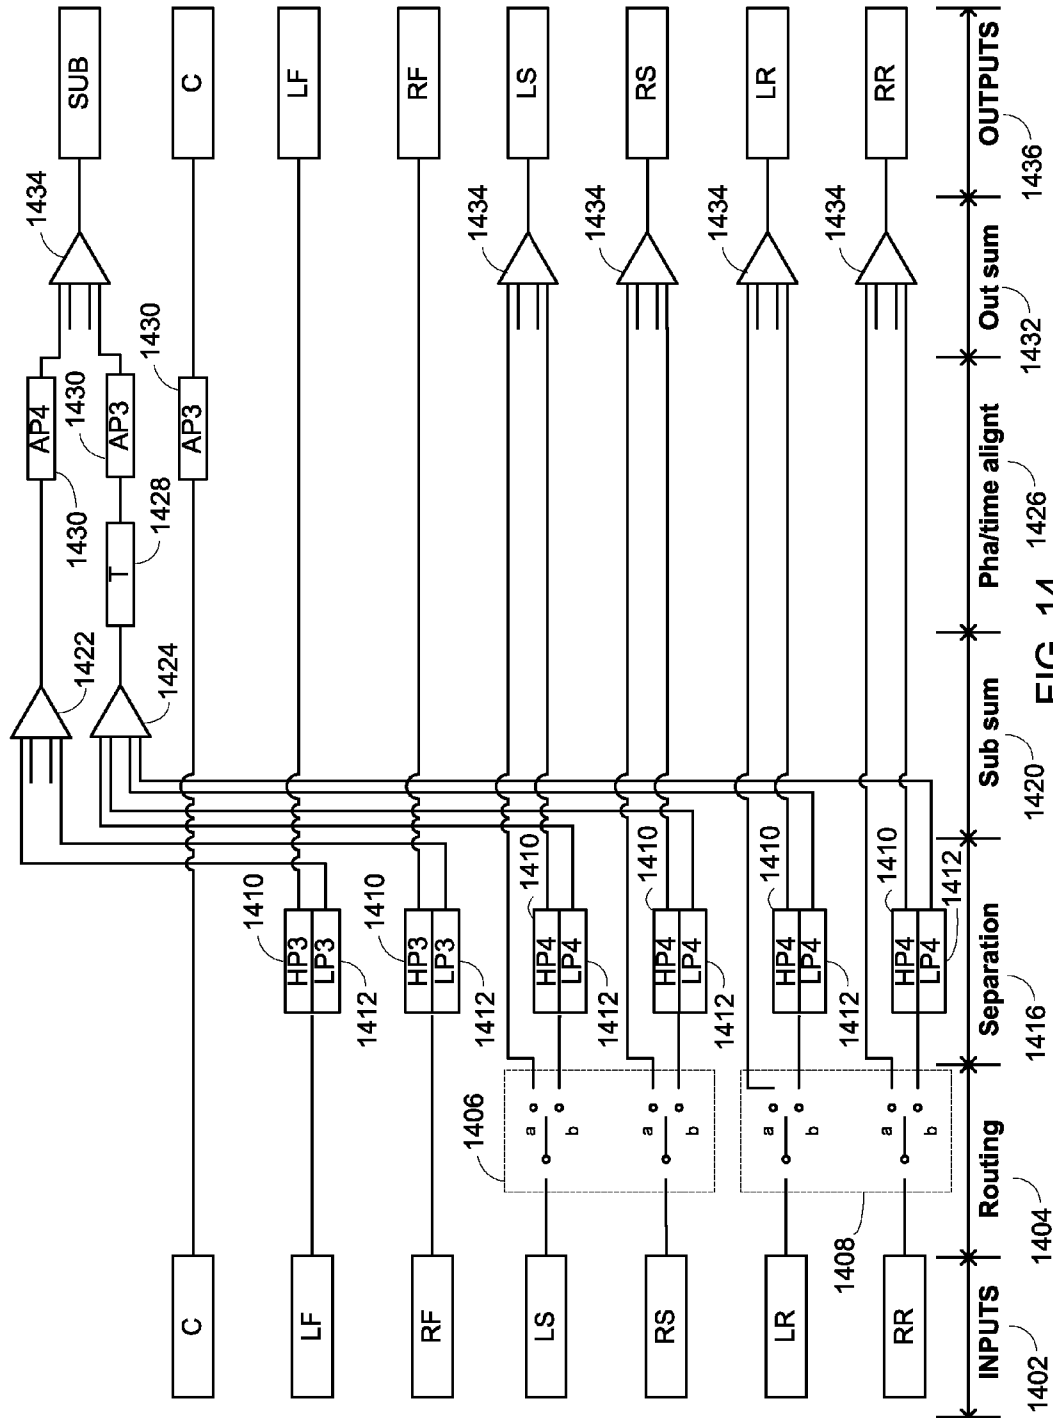 1434
1422
1430
AP4
1430
1424
1428
1430
SUB
T
AP3
C
AP3
C
1410
LF
HP3
LP3
LF
1412
1410
RF
HP3
LP3
RF
1412
1406
1410
1434
LS
a
b
HP4
LP4
LS
1412
1410
1434
RS
a
b
HP4
LP4
RS
1412
1410
1434
LR
a
b
HP4
LP4
LR
1408
1412
1410
1434
RR
a
b
HP4
LP4
RR
1412
INPUTS
Routing
Separation
Sub sum
Pha/time alignt
Out sum
OUTPUTS
1402
1404
1416
1420
1426
1432
1436
FIG. 14